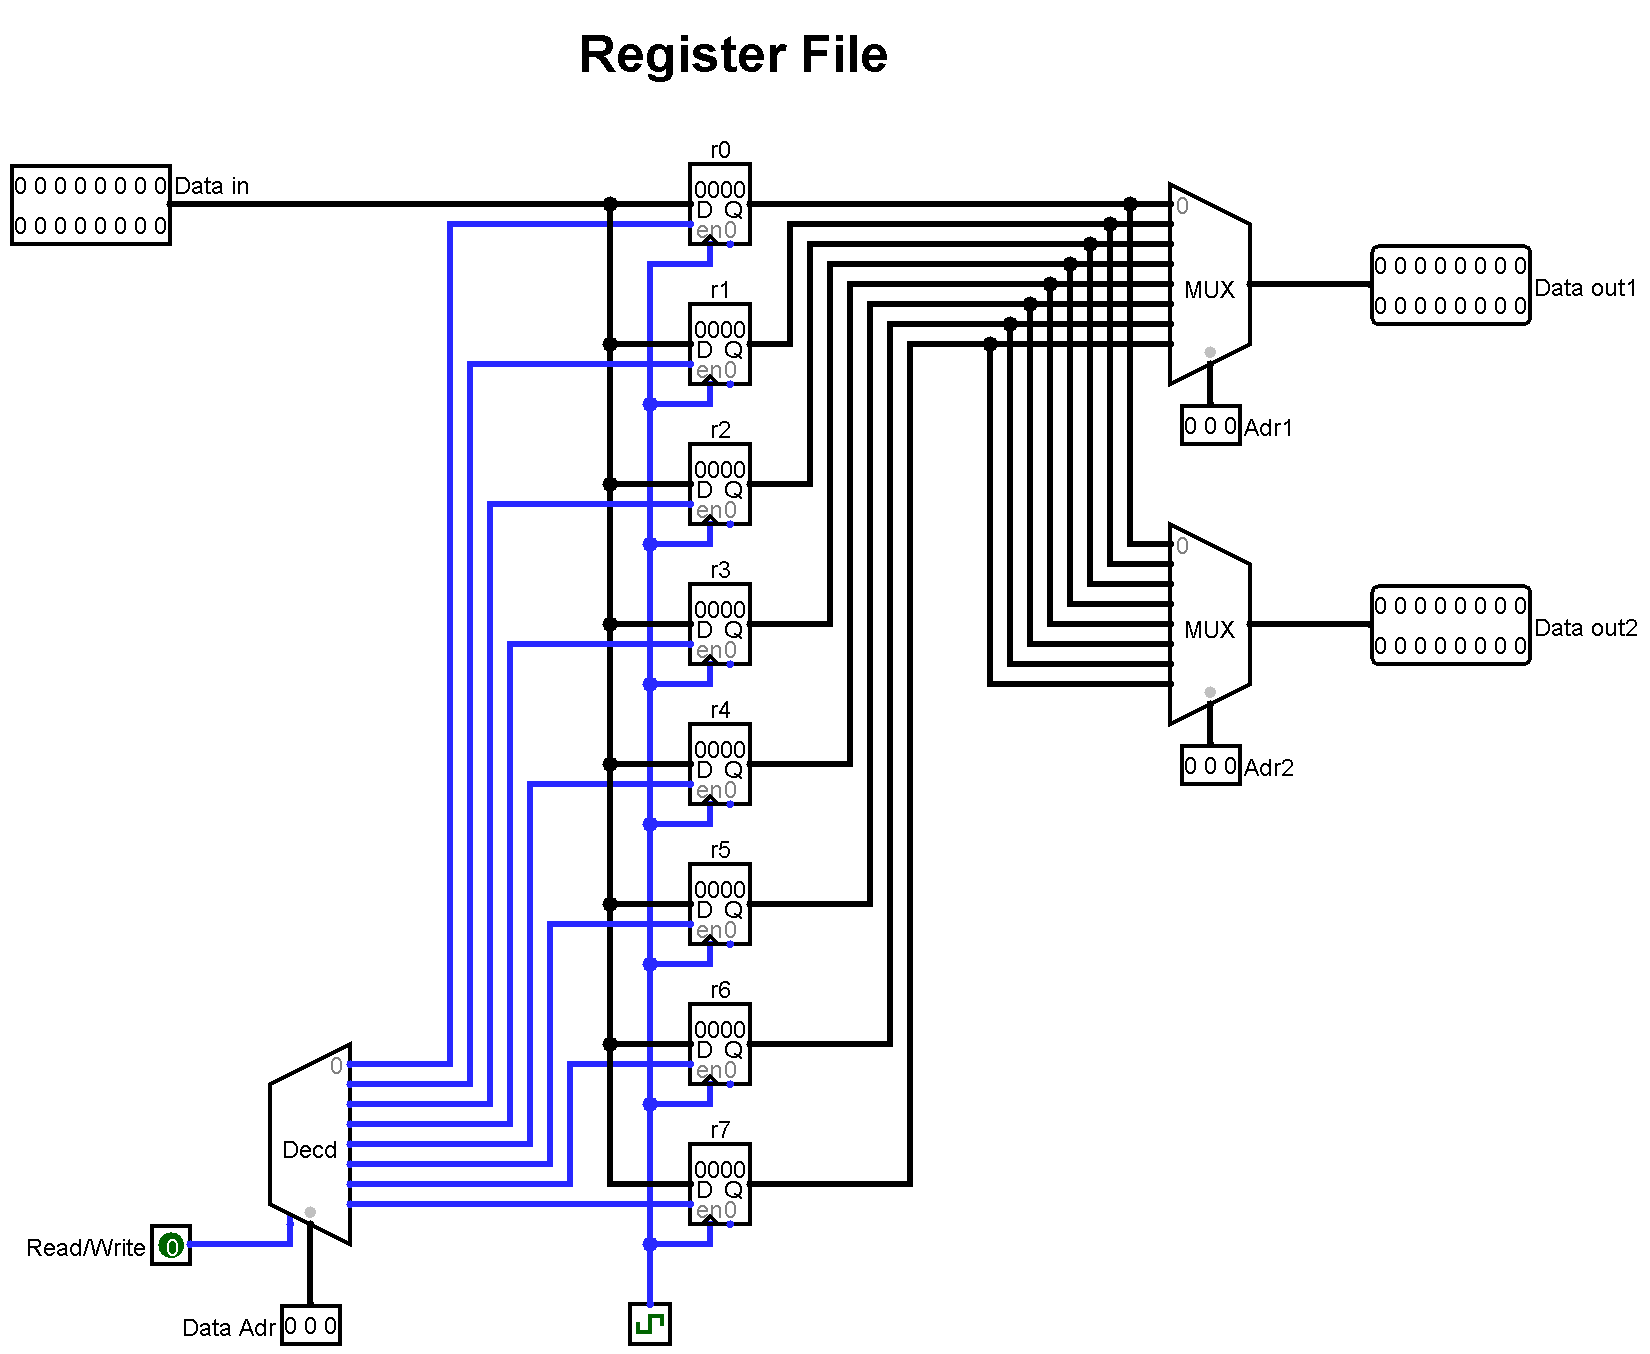 Register File
0 0 0 0 0 0 0 0
0 0 0 0 0 0 0 0
Data in
r0
0000
D Q
en0
r1
0000
D Q
en0
r2
0000
D Q
en0
r3
0000
D Q
en0
r4
0000
D Q
en0
r5
0000
D Q
en0
r6
0000
D Q
en0
r7
0000
D Q
en0
0
MUX
0 0 0 0 0 0 0 0
0 0 0 0 0 0 0 0
Data out1
0 0 0 Adr1
0
MUX
0 0 0 0 0 0 0 0
0 0 0 0 0 0 0 0
Data out2
0 0 0 Adr2
0
Decd
Read/Write 0
Data Adr 0 0 0